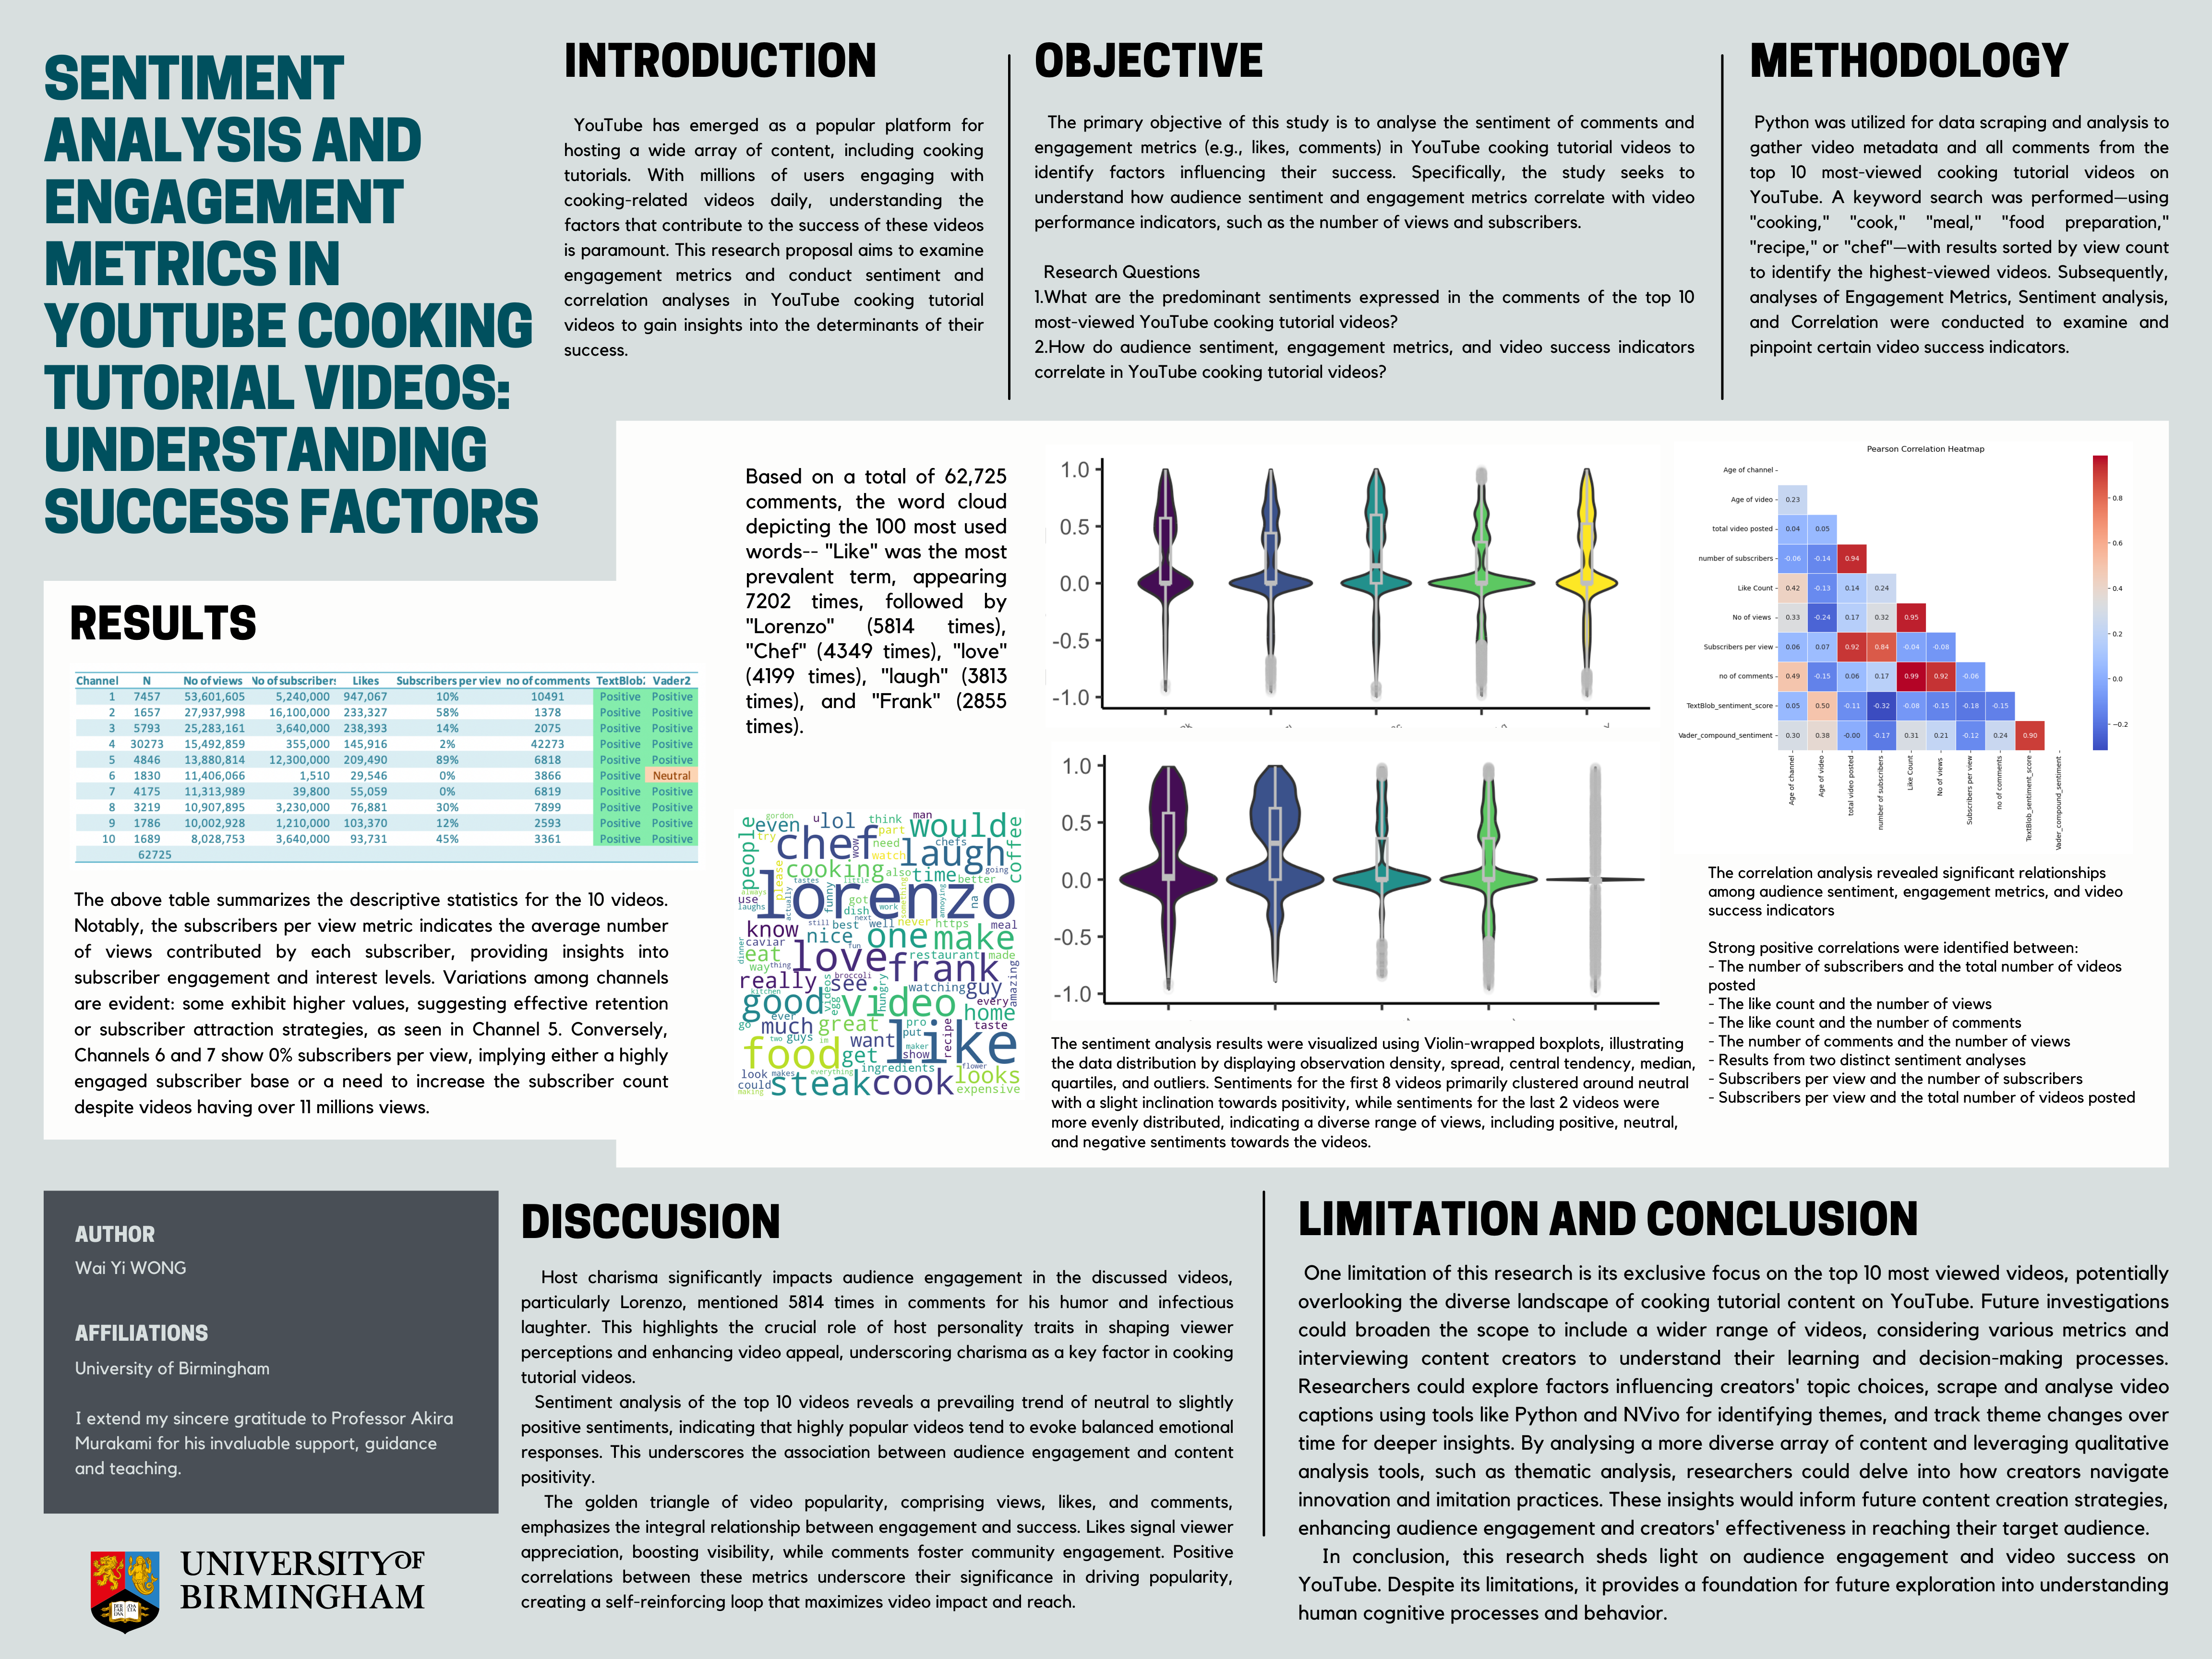 SENTIMENT
ANALYSIS AND
ENGAGEMENT
METRICS IN
YOUTUBE COOKING
TUTORIAL VIDEOS:
UNDERSTANDING
SUCCESS FACTORS
INTRODUCTION
YouTube has emerged as a popular platform for
hosting a wide array of content, including cooking
tutorials. With millions of users engaging with
cooking-related videos daily, understanding the
factors that contribute to the success of these videos
is paramount. This research proposal aims to examine
engagement metrics and conduct sentiment and
correlation analyses in YouTube cooking tutorial
videos to gain insights into the determinants of their
success.
OBJECTIVE
The primary objective of this study is to analyse the sentiment of comments and
engagement metrics (e.g., likes, comments) in YouTube cooking tutorial videos to
identify factors influencing their success. Specifically, the study seeks to
understand how audience sentiment and engagement metrics correlate with video
performance indicators, such as the number of views and subscribers.
Research Questions
1.What are the predominant sentiments expressed in the comments of the top 10
most-viewed YouTube cooking tutorial videos?
2.How do audience sentiment, engagement metrics, and video success indicators
correlate in YouTube cooking tutorial videos?
METHODOLOGY
Python was utilized for data scraping and analysis to
gather video metadata and all comments from the
top 10 most-viewed cooking tutorial videos on
YouTube. A keyword search was performed—using
"cooking," "cook," "meal," "food preparation,"
"recipe," or "chef"—with results sorted by view count
to identify the highest-viewed videos. Subsequently,
analyses of Engagement Metrics, Sentiment analysis,
and Correlation were conducted to examine and
pinpoint certain video success indicators.
RESULTS
Channel N No of views No of subscribers Likes Subscribers per view no of comments TextBlob2 Vader2
1 7457 53,601,605 5,240,000 947,067 10% 10491 Positive Positive
2 1657 27,937,998 16,100,000 233,327 58% 1378 Positive Positive
3 5793 25,283,161 3,640,000 238,393 14% 2075 Positive Positive
4 30273 15,492,859 355,000 145,916 2% 42273 Positive Positive
5 4846 13,880,814 12,300,000 209,490 89% 6818 Positive Positive
6 1830 11,406,066 1,510 29,546 0% 3866 Positive Neutral
7 4175 11,313,989 39,800 55,059 0% 6819 Positive Positive
8 3219 10,907,895 3,230,000 76,881 30% 7899 Positive Positive
9 1786 10,002,928 1,210,000 103,370 12% 2593 Positive Positive
10 1689 8,028,753 3,640,000 93,731 45% 3361 Positive Positive
62725
The above table summarizes the descriptive statistics for the 10 videos.
Notably, the subscribers per view metric indicates the average number
of views contributed by each subscriber, providing insights into
subscriber engagement and interest levels. Variations among channels
are evident: some exhibit higher values, suggesting effective retention
or subscriber attraction strategies, as seen in Channel 5. Conversely,
Channels 6 and 7 show 0% subscribers per view, implying either a highly
engaged subscriber base or a need to increase the subscriber count
despite videos having over 11 millions views.
Based on a total of 62,725
comments, the word cloud
depicting the 100 most used
words-- "Like" was the most
prevalent term, appearing
7202 times, followed by
"Lorenzo" (5814 times),
"Chef" (4349 times), "love"
(4199 times), "laugh" (3813
times), and "Frank" (2855
times).
people even gordon u lol think man would coffee
try chef wow part need watch chefs laugh
please cooking also time better going
always tastes little
use laughs actually lorenzo funny got dish work something annoying na
know still best next well never https meal
caviar nice fun one make
dinner eat way thing love frank restaurant made amazing
really see broccoli hungry watching guy
kitchen good videos egg video every home
go ever much great pro put recipe taste
two guys im want like
food get maker show
look makes everything ingredients flower looks
could making steak cook expensive
1.0
0.5
0.0
-0.5
-1.0
1.0
0.5
0.0
-0.5
-1.0
The sentiment analysis results were visualized using Violin-wrapped boxplots, illustrating
the data distribution by displaying observation density, spread, central tendency, median,
quartiles, and outliers. Sentiments for the first 8 videos primarily clustered around neutral
with a slight inclination towards positivity, while sentiments for the last 2 videos were
more evenly distributed, indicating a diverse range of views, including positive, neutral,
and negative sentiments towards the videos.
Pearson Correlation Heatmap
Age of channel
Age of video 0.23
total video posted 0.04 0.05
number of subscribers -0.06 -0.14 0.94
Like Count 0.42 -0.13 0.14 0.24
No of views 0.33 -0.24 0.17 0.32 0.95
Subscribers per view 0.06 0.07 0.92 0.84 -0.04 -0.08
no of comments 0.49 -0.15 0.06 0.17 0.99 0.92 -0.06
TextBlob_sentiment_score 0.05 0.50 -0.11 -0.32 -0.08 -0.15 -0.18 -0.15
Vader_compound_sentiment 0.30 0.38 -0.00 -0.17 0.31 0.21 -0.12 0.24 0.90
Age of channel
Age of video
total video posted
number of subscribers
Like Count
No of views
Subscribers per view
no of comments
TextBlob_sentiment_score
Vader_compound_sentiment
0.8
0.6
0.4
0.2
0.0
-0.2
The correlation analysis revealed significant relationships
among audience sentiment, engagement metrics, and video
success indicators
Strong positive correlations were identified between:
- The number of subscribers and the total number of videos
posted
- The like count and the number of views
- The like count and the number of comments
- The number of comments and the number of views
- Results from two distinct sentiment analyses
- Subscribers per view and the number of subscribers
- Subscribers per view and the total number of videos posted
AUTHOR
Wai Yi WONG
AFFILIATIONS
University of Birmingham
I extend my sincere gratitude to Professor Akira
Murakami for his invaluable support, guidance
and teaching.
UNIVERSITY OF
BIRMINGHAM
DISCCUSION
Host charisma significantly impacts audience engagement in the discussed videos,
particularly Lorenzo, mentioned 5814 times in comments for his humor and infectious
laughter. This highlights the crucial role of host personality traits in shaping viewer
perceptions and enhancing video appeal, underscoring charisma as a key factor in cooking
tutorial videos.
Sentiment analysis of the top 10 videos reveals a prevailing trend of neutral to slightly
positive sentiments, indicating that highly popular videos tend to evoke balanced emotional
responses. This underscores the association between audience engagement and content
positivity.
The golden triangle of video popularity, comprising views, likes, and comments,
emphasizes the integral relationship between engagement and success. Likes signal viewer
appreciation, boosting visibility, while comments foster community engagement. Positive
correlations between these metrics underscore their significance in driving popularity,
creating a self-reinforcing loop that maximizes video impact and reach.
LIMITATION AND CONCLUSION
One limitation of this research is its exclusive focus on the top 10 most viewed videos, potentially
overlooking the diverse landscape of cooking tutorial content on YouTube. Future investigations
could broaden the scope to include a wider range of videos, considering various metrics and
interviewing content creators to understand their learning and decision-making processes.
Researchers could explore factors influencing creators' topic choices, scrape and analyse video
captions using tools like Python and NVivo for identifying themes, and track theme changes over
time for deeper insights. By analysing a more diverse array of content and leveraging qualitative
analysis tools, such as thematic analysis, researchers could delve into how creators navigate
innovation and imitation practices. These insights would inform future content creation strategies,
enhancing audience engagement and creators' effectiveness in reaching their target audience.
In conclusion, this research sheds light on audience engagement and video success on
YouTube. Despite its limitations, it provides a foundation for future exploration into understanding
human cognitive processes and behavior.